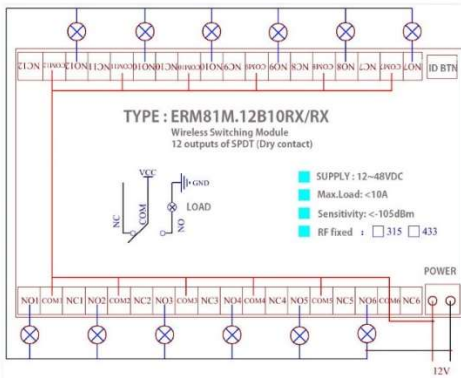 NC12 COM12 NO12 NC11 COM11 NC10 COM10 NO10 NC9 COM9 NO9 NC8 COM8 NO8 NC7 COM7 NO7 ID BTN
TYPE : ERM81M.12B10RX/RX
Wireless Switching Module
12 outputs of SPDT (Dry contact)
VCC
GND
NC
COM
NO
LOAD
SUPPLY : 12~48VDC
Max.Load: <10A
Sensitivity: <-105dBm
RF fixed : 315 433
POWER
NO1 COM1 NC1 NO2 COM2 NC2 NO3 COM3 NC3 NO4 COM4 NC4 NO5 COM5 NC5 NO6 COM6 NC6
12V